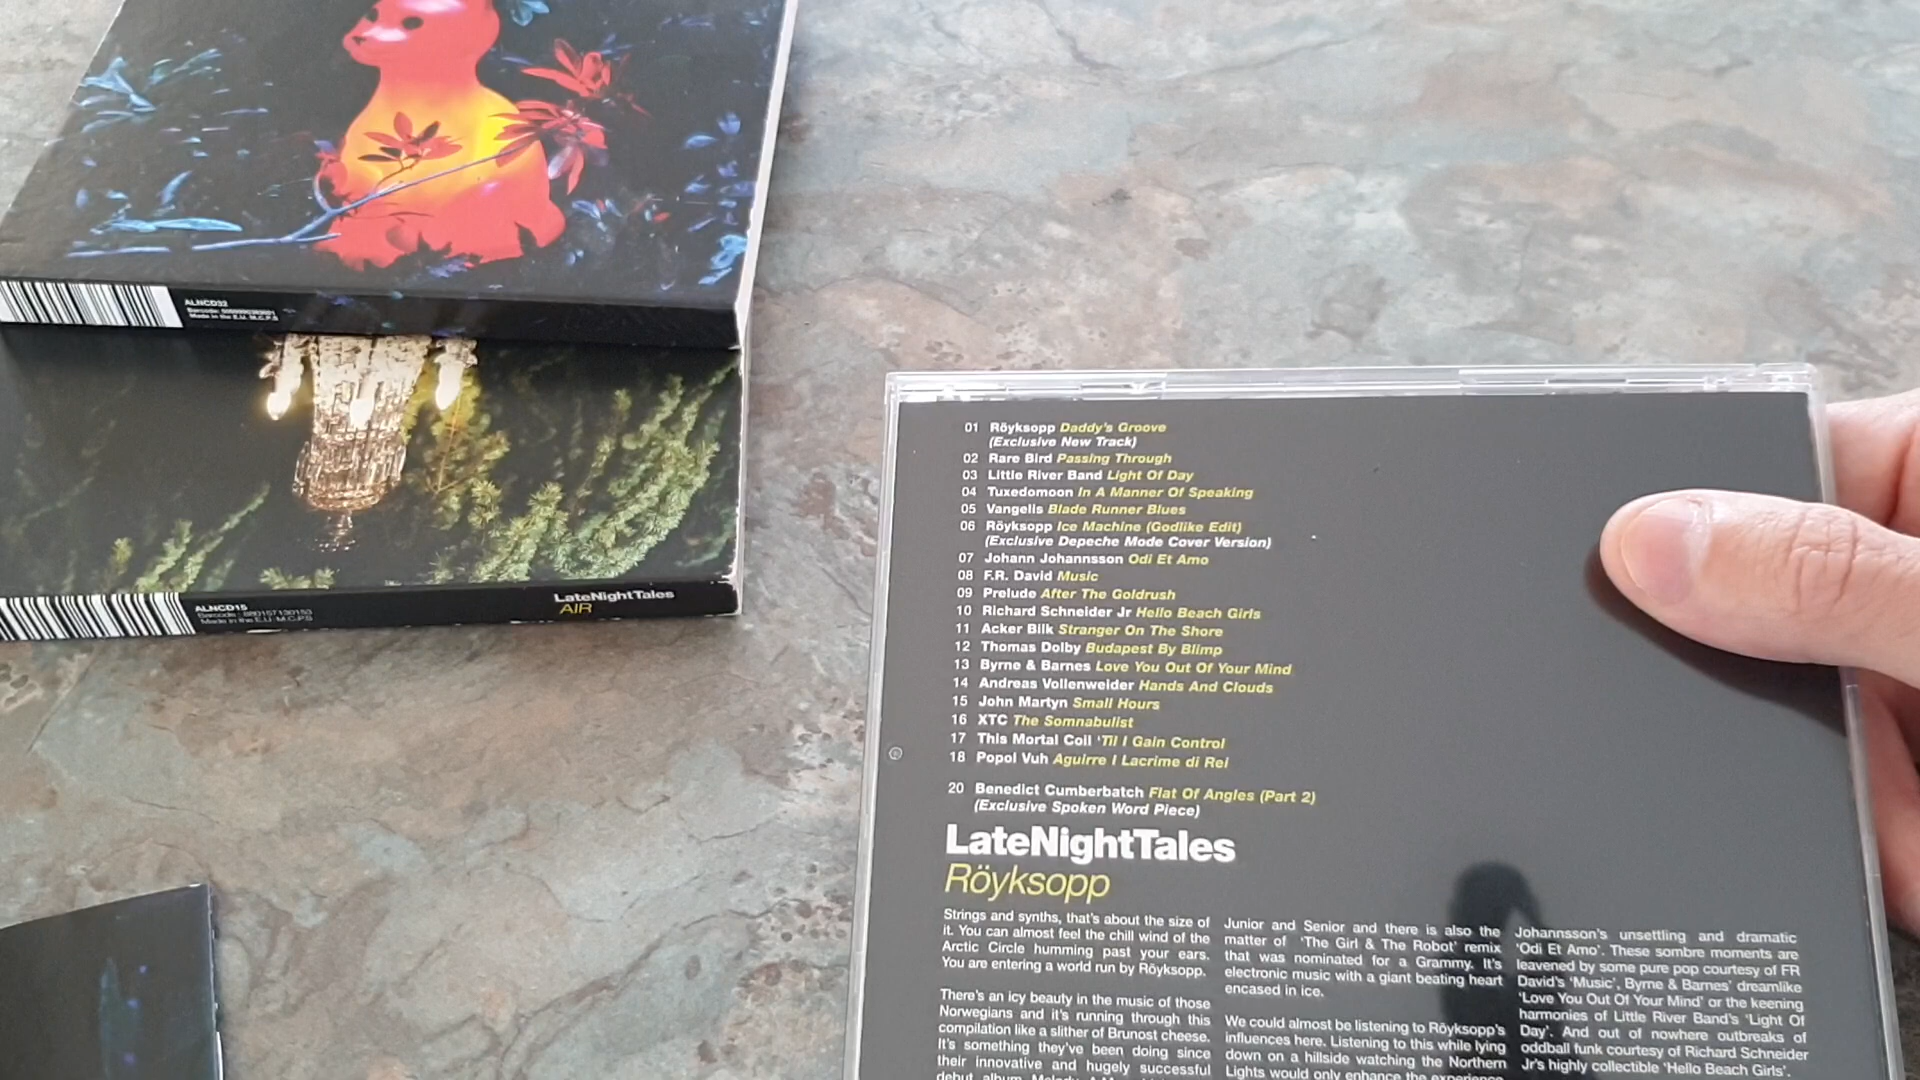 ALNCD32
Made in the E.U. M.C.P.S
ALNCD15
Barcode: 880157130153
Made in the E.U. M.C.P.S
LateNightTales
AIR
01 Röyksopp Daddy's Groove
(Exclusive New Track)
02 Rare Bird Passing Through
03 Little River Band Light Of Day
04 Tuxedomoon In A Manner Of Speaking
05 Vangelis Blade Runner Blues
06 Röyksopp Ice Machine (Godlike Edit)
(Exclusive Depeche Mode Cover Version)
07 Johann Johannsson Odi Et Amo
08 F.R. David Music
09 Prelude After The Goldrush
10 Richard Schneider Jr Hello Beach Girls
11 Acker Bilk Stranger On The Shore
12 Thomas Dolby Budapest By Blimp
13 Byrne & Barnes Love You Out Of Your Mind
14 Andreas Vollenweider Hands And Clouds
15 John Martyn Small Hours
16 XTC The Somnabulist
17 This Mortal Coil 'Til I Gain Control
18 Popol Vuh Aguirre I Lacrime di Rei
20 Benedict Cumberbatch Flat Of Angles (Part 2)
(Exclusive Spoken Word Piece)
LateNightTales
Röyksopp
Strings and synths, that's about the size of
it. You can almost feel the chill wind of the
Arctic Circle humming past your ears.
You are entering a world run by Röyksopp.
There's an icy beauty in the music of those
Norwegians and it's running through this
compilation like a slither of Brunost cheese.
It's something they've been doing since
their innovative and hugely successful
debut album
Junior and Senior and there is also the
matter of 'The Girl & The Robot' remix
that was nominated for a Grammy. It's
electronic music with a giant beating heart
encased in ice.
We could almost be listening to Röyksopp's
influences here. Listening to this while lying
down on a hillside watching the Northern
Lights would only enhance the experience
Johannsson's unsettling and dramatic
'Odi Et Amo'. These sombre moments are
leavened by some pure pop courtesy of FR
David's 'Music', Byrne & Barnes' dreamlike
'Love You Out Of Your Mind' or the keening
harmonies of Little River Band's 'Light Of
Day'. And out of nowhere outbreaks of
oddball funk courtesy of Richard Schneider
Jr's highly collectible 'Hello Beach Girls'.